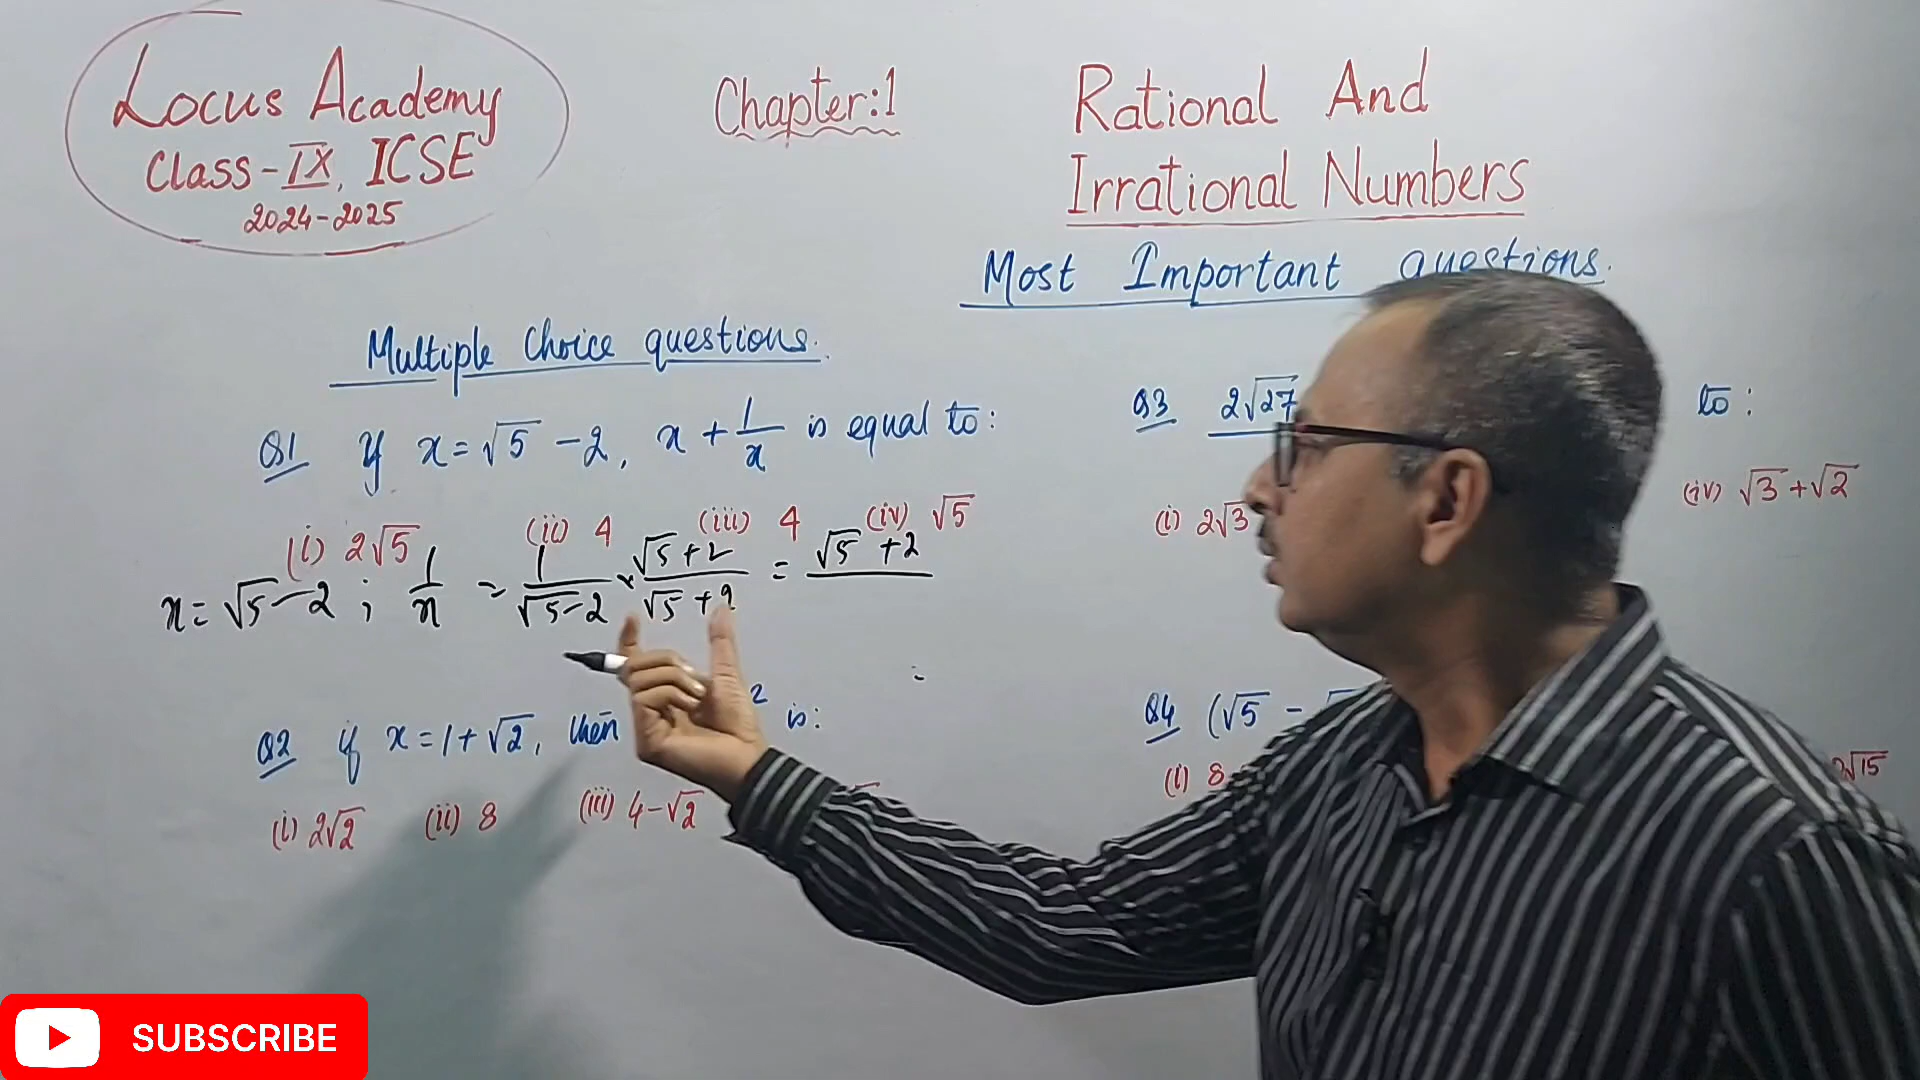 Locus Academy
Class-IX, ICSE
2024-2025
Chapter:1
Rational And
Irrational Numbers
Most Important questions.
Multiple Choice questions.
Q1 If x=√5-2, x+1/x is equal to:
(i) 2√5 (ii) 4 (iii) 4 (iv) √5
x=√5-2; 1/x = 1/(√5-2) × (√5+2)/(√5+2) = √5+2
Q2 if x=1+√2, then 2 is:
(i) 2√2 (ii) 8 (iii) 4-√2
Q3 2√27 to:
(i) 2√3 (iv) √3+√2
Q4 (√5-
(i) 8 √15
SUBSCRIBE